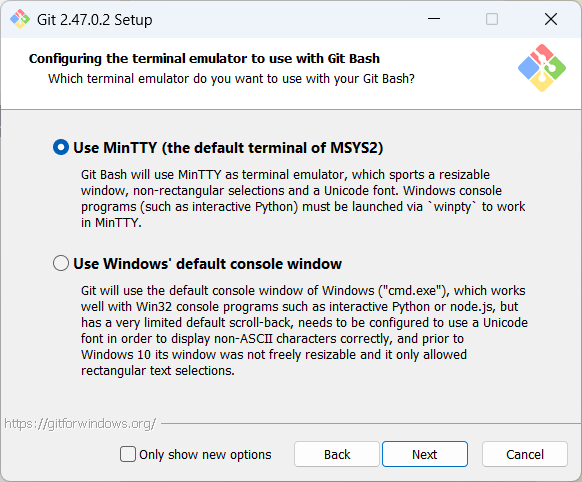 Git 2.47.0.2 Setup
Configuring the terminal emulator to use with Git Bash
Which terminal emulator do you want to use with your Git Bash?
Use MinTTY (the default terminal of MSYS2)
Git Bash will use MinTTY as terminal emulator, which sports a resizable
window, non-rectangular selections and a Unicode font. Windows console
programs (such as interactive Python) must be launched via `winpty` to work
in MinTTY.
Use Windows' default console window
Git will use the default console window of Windows ("cmd.exe"), which works
well with Win32 console programs such as interactive Python or node.js, but
has a very limited default scroll-back, needs to be configured to use a Unicode
font in order to display non-ASCII characters correctly, and prior to
Windows 10 its window was not freely resizable and it only allowed
rectangular text selections.
https://gitforwindows.org/
Only show new options Back Next Cancel